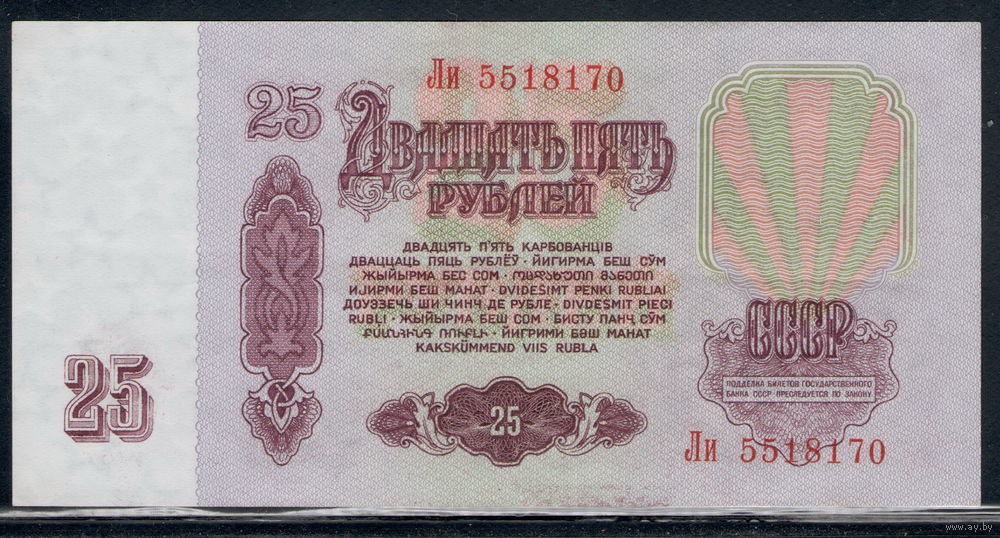 Ли 5518170
25
Двадцать пять
рублей
ДВАДЦЯТЬ П'ЯТЬ КАРБОВАНЦІВ
ДВАЦЦАЦЬ ПЯЦЬ РУБЛЁЎ · ЙИГИРМА БЕШ СЎМ
ЖЫЙЫРМА БЕС СОМ · ᲝᲪᲓᲐᲮᲣᲗᲘ ᲛᲐᲜᲔᲗᲘ
ИЈИРМИ БЕШ МАНАТ · DVIDEŠIMT PENKI RUBLIAI
ДОУЭЗЕЧЬ ШИ ЧИНЧ ДЕ РУБЛЕ · DIVDESMIT PIECI
RUBLI · ЖЫЙЫРМА БЕШ СОМ · БИСТУ ПАНҶ СӮМ
ՔՍԱՆՀԻՆԳ ՌՈՒԲԼԻ · ЙИГРИМИ БӘШ МАНАТ
KAKSKÜMMEND VIIS RUBLA
СССР
ПОДДЕЛКА БИЛЕТОВ ГОСУДАРСТВЕННОГО
БАНКА СССР ПРЕСЛЕДУЕТСЯ ПО ЗАКОНУ
25
25
Ли 5518170
www.ay.by